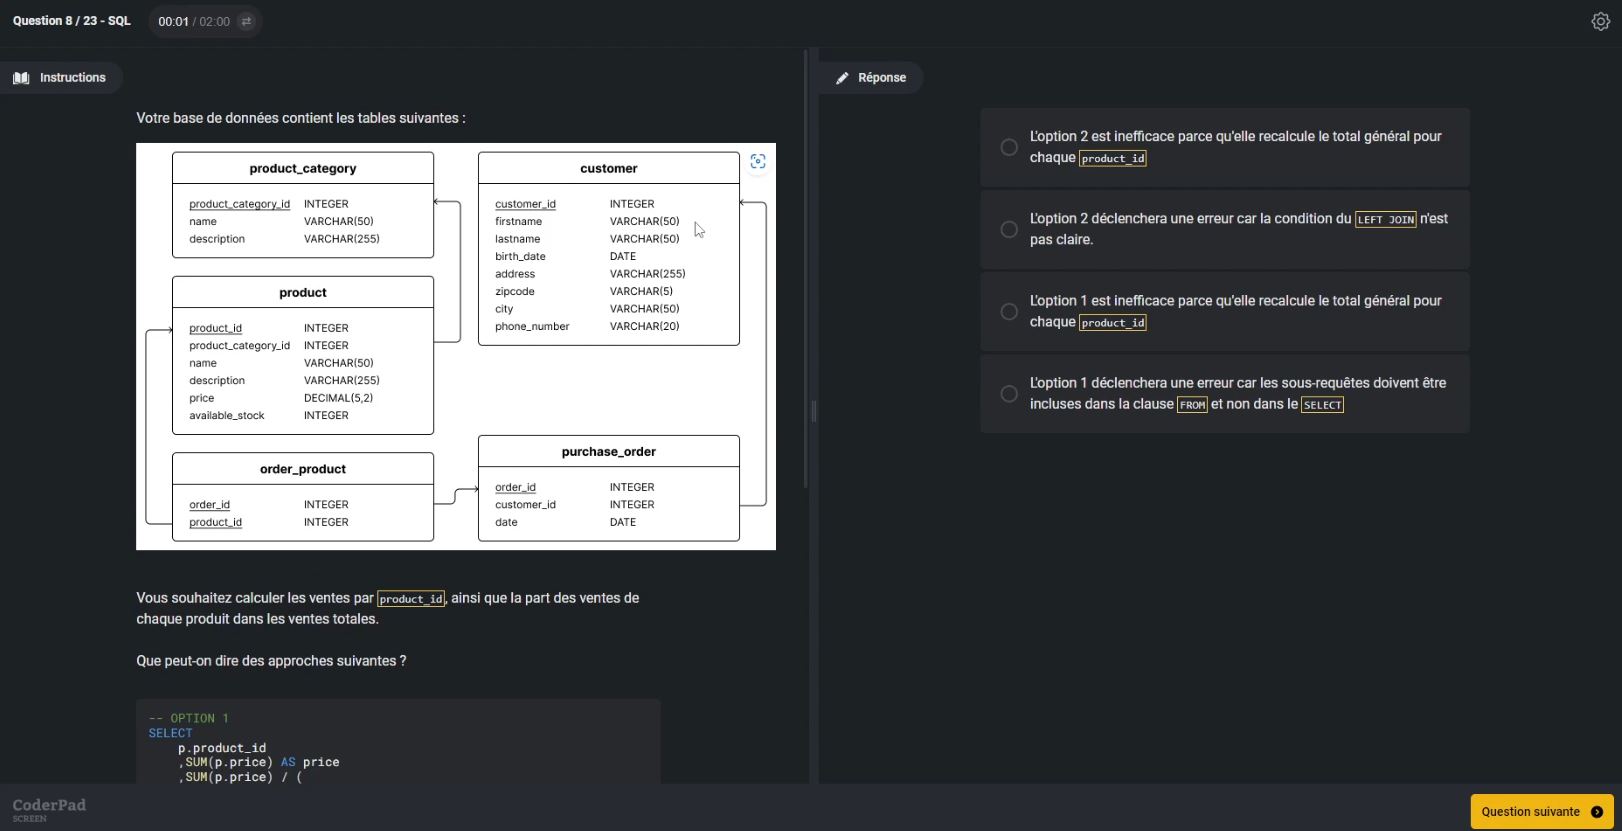 Question 8 / 23 - SQL
00:01 / 02:00
Instructions
Votre base de données contient les tables suivantes :
product_category
product_category_id INTEGER
name VARCHAR(50)
description VARCHAR(255)
customer
customer_id INTEGER
firstname VARCHAR(50)
lastname VARCHAR(50)
birth_date DATE
address VARCHAR(255)
zipcode VARCHAR(5)
city VARCHAR(50)
phone_number VARCHAR(20)
product
product_id INTEGER
product_category_id INTEGER
name VARCHAR(50)
description VARCHAR(255)
price DECIMAL(5,2)
available_stock INTEGER
order_product
order_id INTEGER
product_id INTEGER
purchase_order
order_id INTEGER
customer_id INTEGER
date DATE
Vous souhaitez calculer les ventes par product_id, ainsi que la part des ventes de
chaque produit dans les ventes totales.
Que peut-on dire des approches suivantes ?
-- OPTION 1
SELECT
p.product_id
,SUM(p.price) AS price
,SUM(p.price) / (
Réponse
L'option 2 est inefficace parce qu'elle recalcule le total général pour
chaque product_id
L'option 2 déclenchera une erreur car la condition du LEFT JOIN n'est
pas claire.
L'option 1 est inefficace parce qu'elle recalcule le total général pour
chaque product_id
L'option 1 déclenchera une erreur car les sous-requêtes doivent être
incluses dans la clause FROM et non dans le SELECT
CoderPad
SCREEN
Question suivante